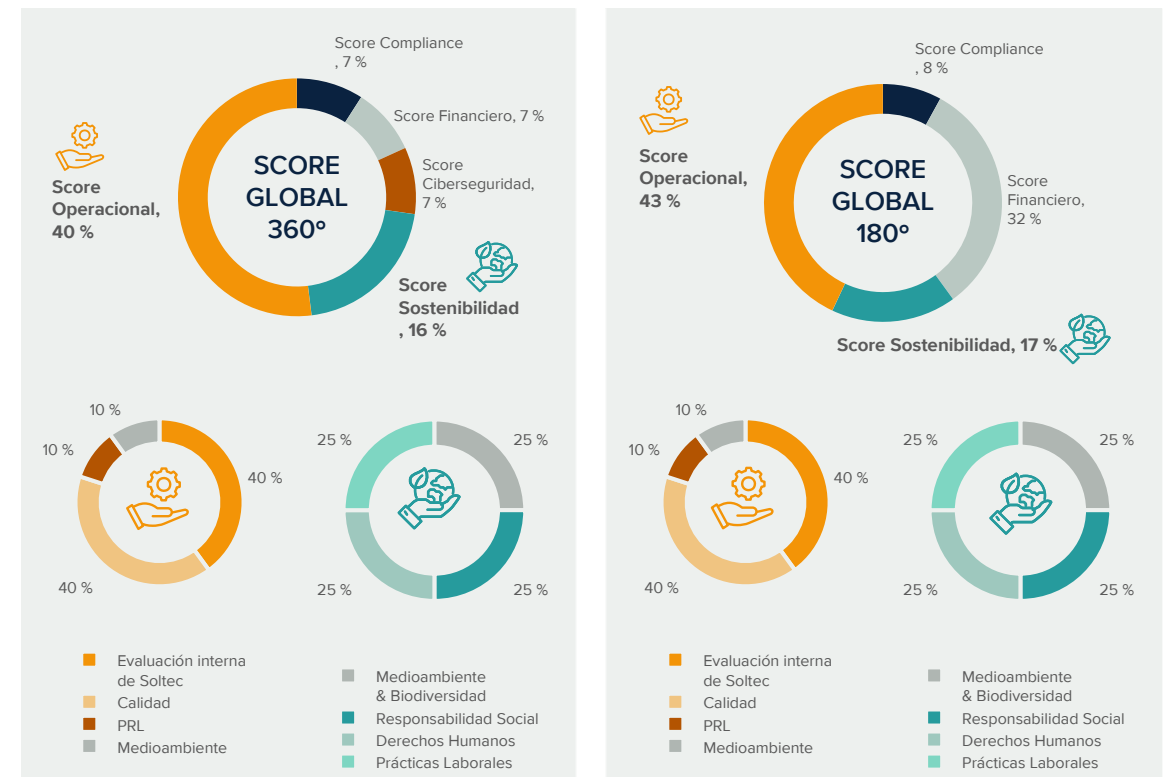 Score Compliance
, 7 %
Score Financiero, 7 %
Score
Ciberseguridad,
7 %
Score
Operacional,
40 %
SCORE
GLOBAL
360º
Score
Sostenibilidad
, 16 %
10 %
10 %
40 %
40 %
25 %
25 %
25 %
25 %
Evaluación interna
de Soltec
Calidad
PRL
Medioambiente
Medioambiente
& Biodiversidad
Responsabilidad Social
Derechos Humanos
Prácticas Laborales
Score Compliance
, 8 %
Score
Operacional,
43 %
SCORE
GLOBAL
180º
Score
Financiero,
32 %
Score Sostenibilidad, 17 %
10 %
10 %
40 %
40 %
25 %
25 %
25 %
25 %
Evaluación interna
de Soltec
Calidad
PRL
Medioambiente
Medioambiente
& Biodiversidad
Responsabilidad Social
Derechos Humanos
Prácticas Laborales